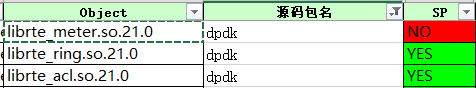 Object 源码包名 SP
librte_meter.so.21.0 dpdk NO
librte_ring.so.21.0 dpdk YES
librte_acl.so.21.0 dpdk YES